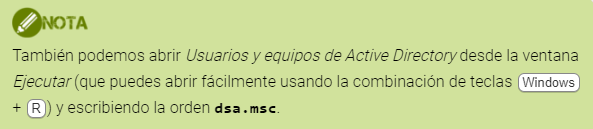 NOTA
También podemos abrir Usuarios y equipos de Active Directory desde la ventana
Ejecutar (que puedes abrir fácilmente usando la combinación de teclas Windows
+ R) y escribiendo la orden dsa.msc.